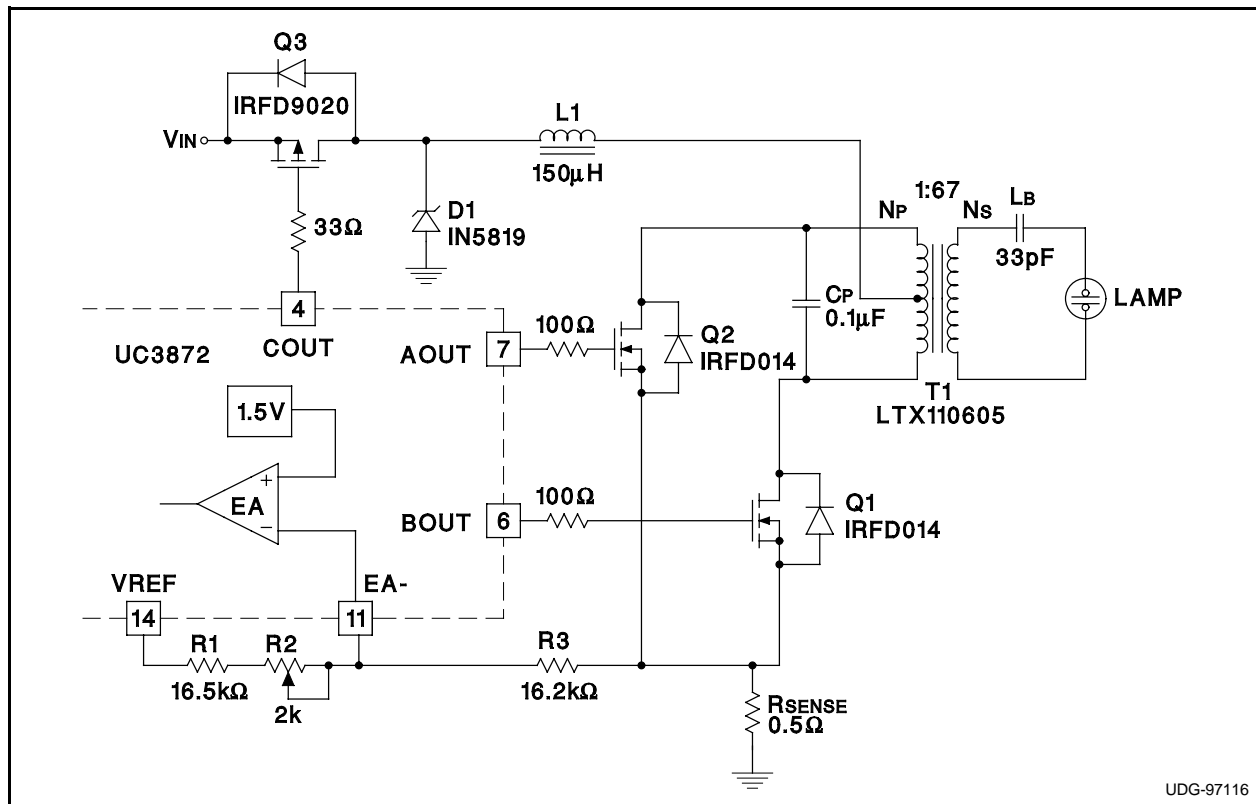 Q3
IRFD9020
VIN
L1
150µH
33Ω
D1
IN5819
1:67
NP
NS
LB
33pF
LAMP
CP
0.1µF
T1
LTX110605
4
COUT
UC3872
AOUT
7
100Ω
Q2
IRFD014
1.5V
+
EA
−
BOUT
6
100Ω
Q1
IRFD014
VREF
EA-
14
11
R1
R2
R3
16.5kΩ
2k
16.2kΩ
RSENSE
0.5Ω
UDG-97116